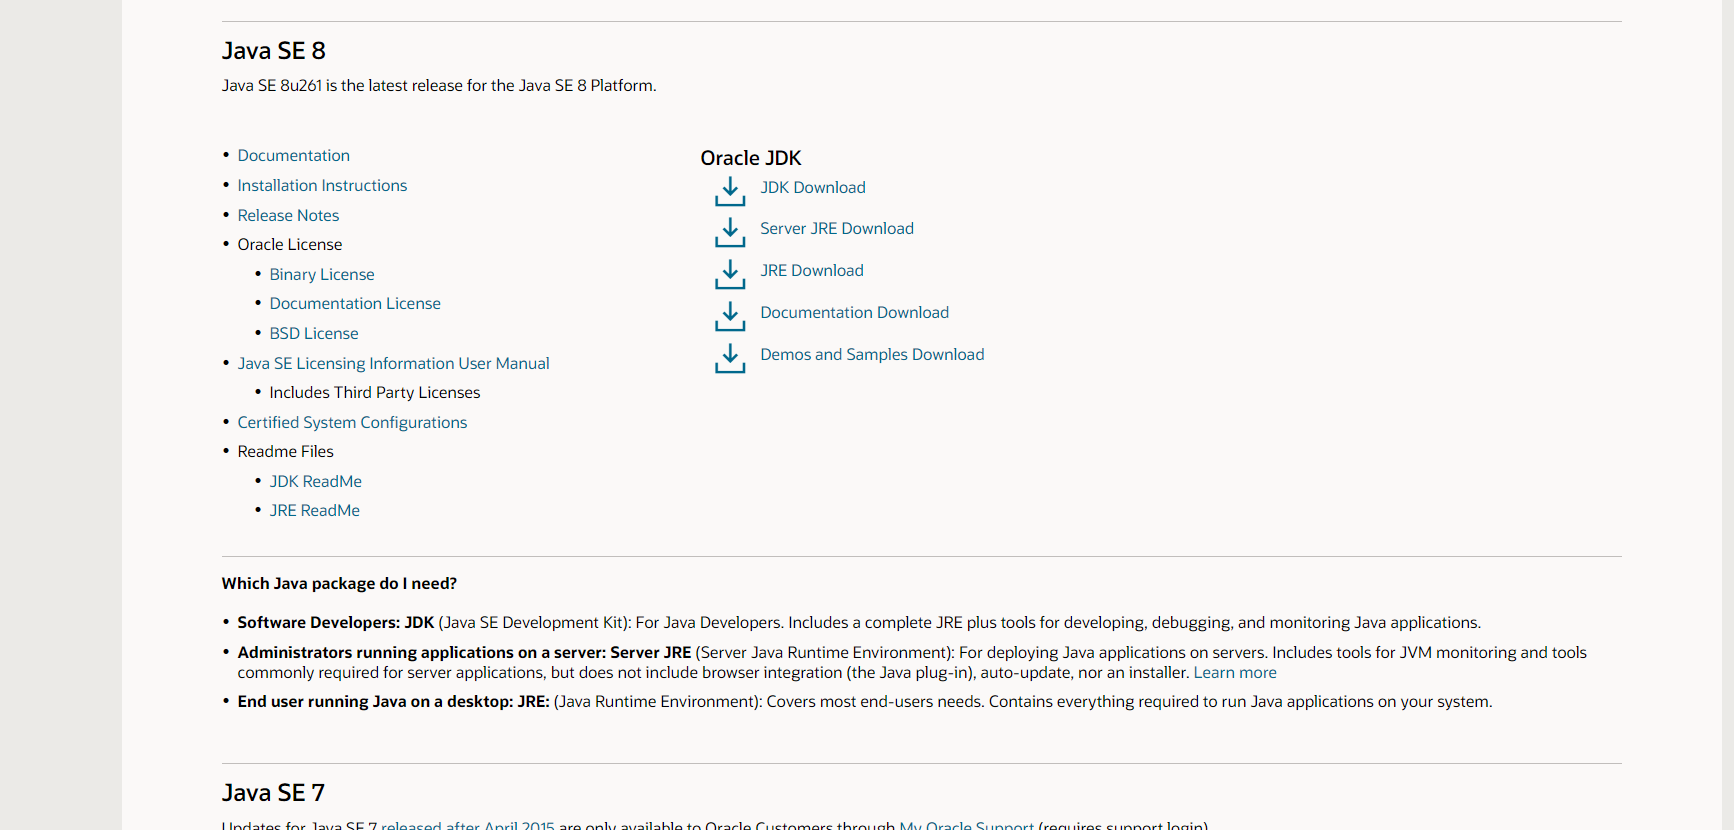 Java SE 8
Java SE 8u261 is the latest release for the Java SE 8 Platform.
Documentation
Installation Instructions
Release Notes
Oracle License
Binary License
Documentation License
BSD License
Java SE Licensing Information User Manual
Includes Third Party Licenses
Certified System Configurations
Readme Files
JDK ReadMe
JRE ReadMe
Oracle JDK
JDK Download
Server JRE Download
JRE Download
Documentation Download
Demos and Samples Download
Which Java package do I need?
Software Developers: JDK (Java SE Development Kit): For Java Developers. Includes a complete JRE plus tools for developing, debugging, and monitoring Java applications.
Administrators running applications on a server: Server JRE (Server Java Runtime Environment): For deploying Java applications on servers. Includes tools for JVM monitoring and tools
commonly required for server applications, but does not include browser integration (the Java plug-in), auto-update, nor an installer. Learn more
End user running Java on a desktop: JRE: (Java Runtime Environment): Covers most end-users needs. Contains everything required to run Java applications on your system.
Java SE 7
Updates for Java SE 7 released after April 2015 are only available to Oracle Customers through My Oracle Support (requires support login)